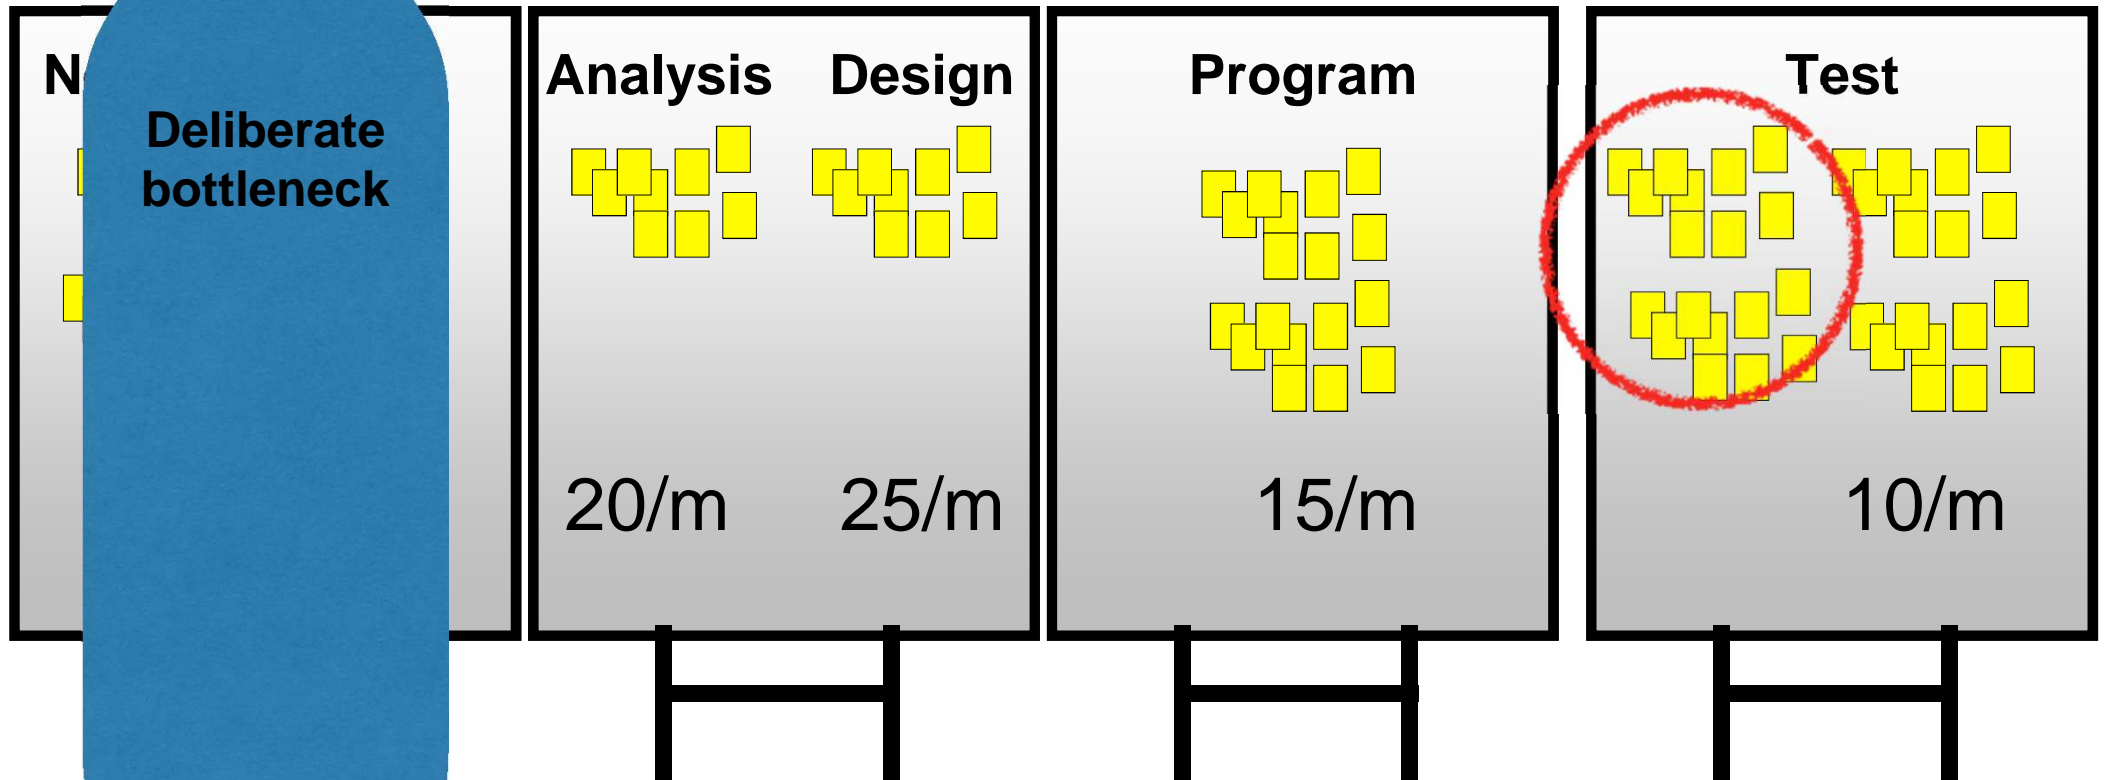 Deliberate
bottleneck
Analysis Design
Program
Test
20/m 25/m
15/m
10/m